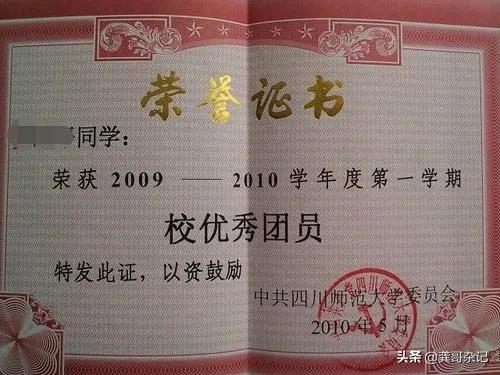 荣誉证书
同学:
荣获 2009 — 2010 学年度第一学期
校优秀团员
特发此证，以资鼓励
中共四川师范大学委员会
2010 年 5 月
头条 @龚哥杂记